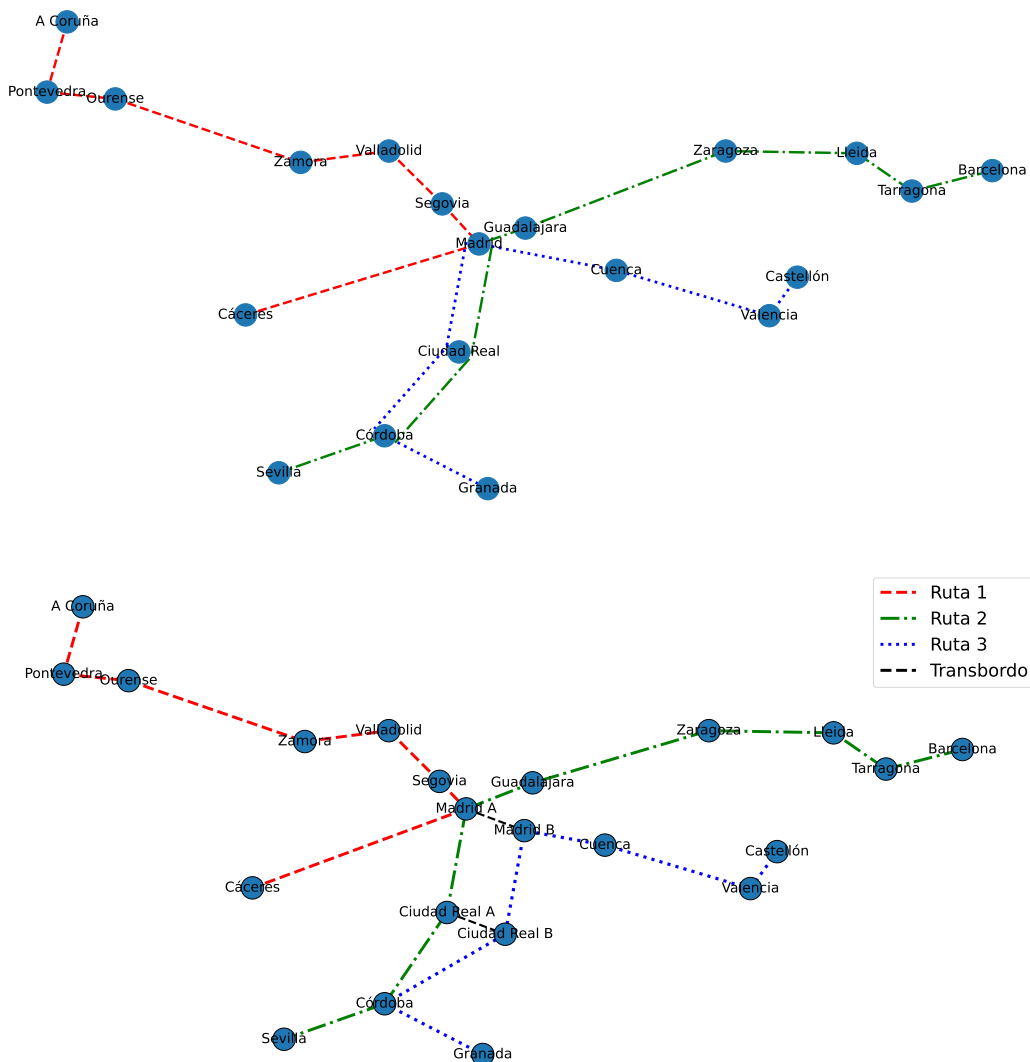 A Coruña
Pontevedra
Ourense
Zamora
Valladolid
Segovia
Madrid
Guadalajara
Zaragoza
Lleida
Tarragona
Barcelona
Cuenca
Castellón
Valencia
Cáceres
Ciudad Real
Córdoba
Sevilla
Granada
Ruta 1
Ruta 2
Ruta 3
Transbordo
A Coruña
Pontevedra
Ourense
Zamora
Valladolid
Segovia
Madrid A
Madrid B
Guadalajara
Zaragoza
Lleida
Tarragona
Barcelona
Cuenca
Castellón
Valencia
Cáceres
Ciudad Real A
Ciudad Real B
Córdoba
Sevilla
Granada